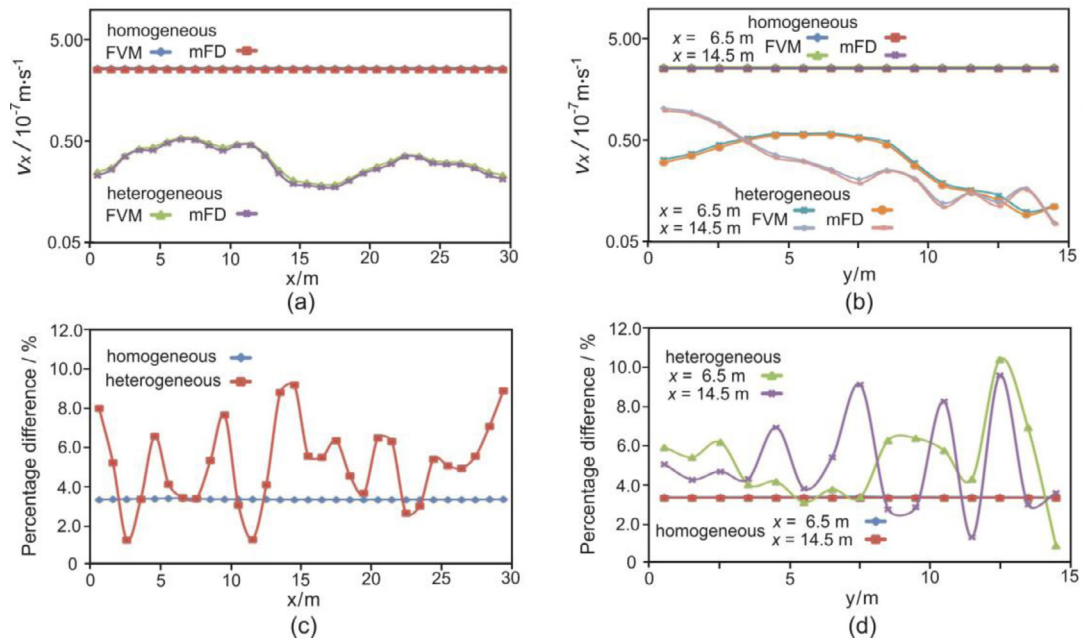 homogeneous
FVM mFD
heterogeneous
FVM mFD
5.00
0.50
0.05
vx / 10⁻⁷m·s⁻¹
0 5 10 15 20 25 30
x/m
(a)
homogeneous
x = 6.5 m FVM mFD
x = 14.5 m
heterogeneous
x = 6.5 m FVM mFD
x = 14.5 m
5.00
0.50
0.05
vx / 10⁻⁷m·s⁻¹
0 5 10 15
y/m
(b)
homogeneous
heterogeneous
12.0
10.0
8.0
6.0
4.0
2.0
0
Percentage difference / %
0 5 10 15 20 25 30
x/m
(c)
heterogeneous
x = 6.5 m
x = 14.5 m
homogeneous x = 6.5 m
x = 14.5 m
12.0
10.0
8.0
6.0
4.0
2.0
0
Percentage difference / %
0 5 10 15
y/m
(d)